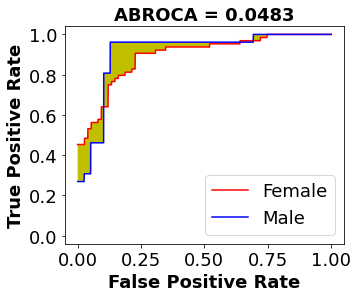 ABROCA = 0.0483
True Positive Rate
1.0
0.8
0.6
0.4
0.2
0.0
Female
Male
0.00 0.25 0.50 0.75 1.00
False Positive Rate